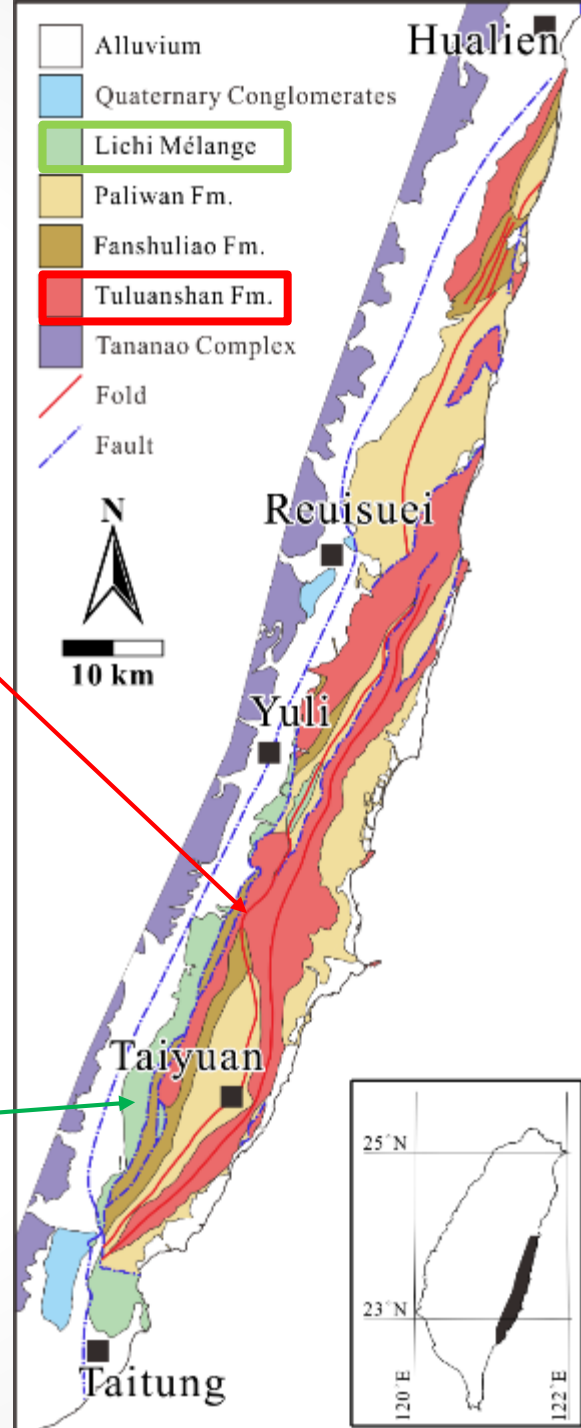 Hualien
Alluvium
Quaternary Conglomerates
Lichi Mélange
Paliwan Fm.
Fanshuliao Fm.
Tuluanshan Fm.
Tananao Complex
Fold
Fault
N
10 km
Reuisuei
Yuli
Taiyuan
Taitung
25°N
23°N
120°E
122°E